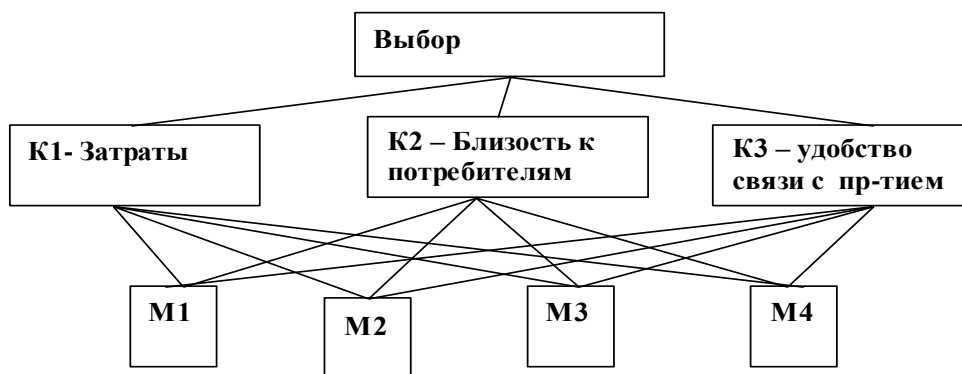 Выбор
К1- Затраты
К2 – Близость к
потребителям
К3 – удобство
связи с пр-тием
М1
М2
М3
М4